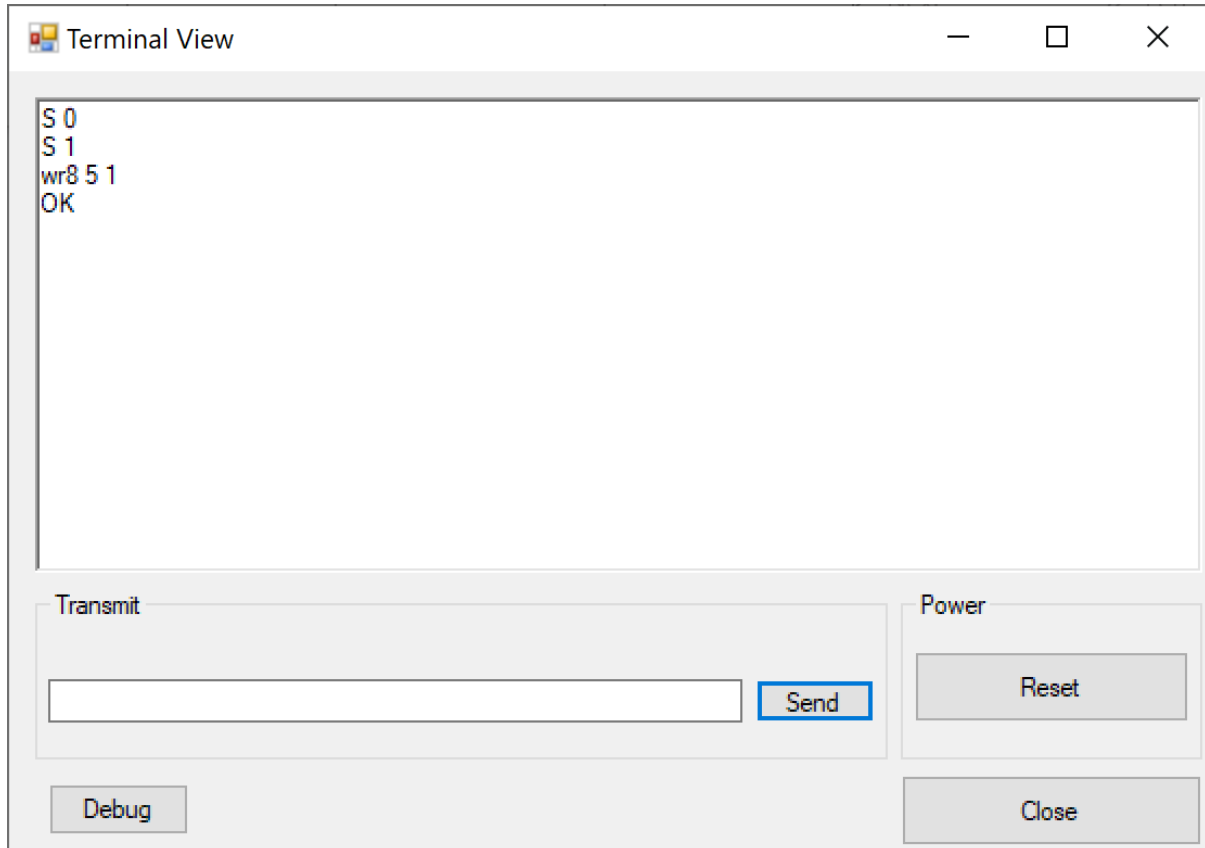 Terminal View
S 0
S 1
wr8 5 1
OK
Transmit
Send
Power
Reset
Debug
Close